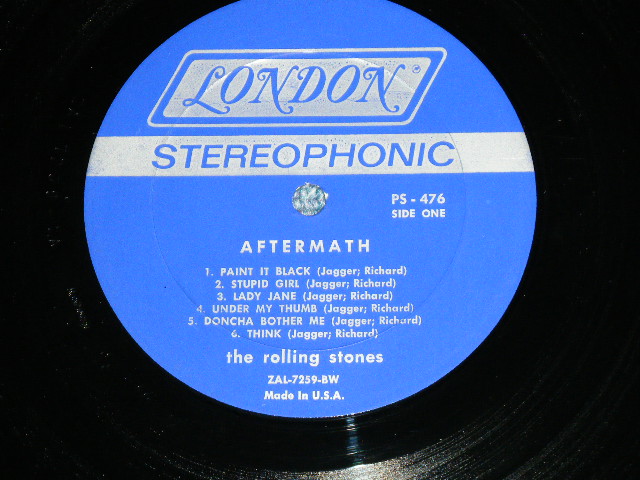 LONDON
STEREOPHONIC
PS - 476
SIDE ONE
AFTERMATH
1. PAINT IT BLACK (Jagger; Richard)
2. STUPID GIRL (Jagger; Richard)
3. LADY JANE (Jagger; Richard)
4. UNDER MY THUMB (Jagger; Richard)
5. DONCHA BOTHER ME (Jagger; Richard)
6. THINK (Jagger; Richard)
the rolling stones
ZAL-7259-BW
Made In U.S.A.